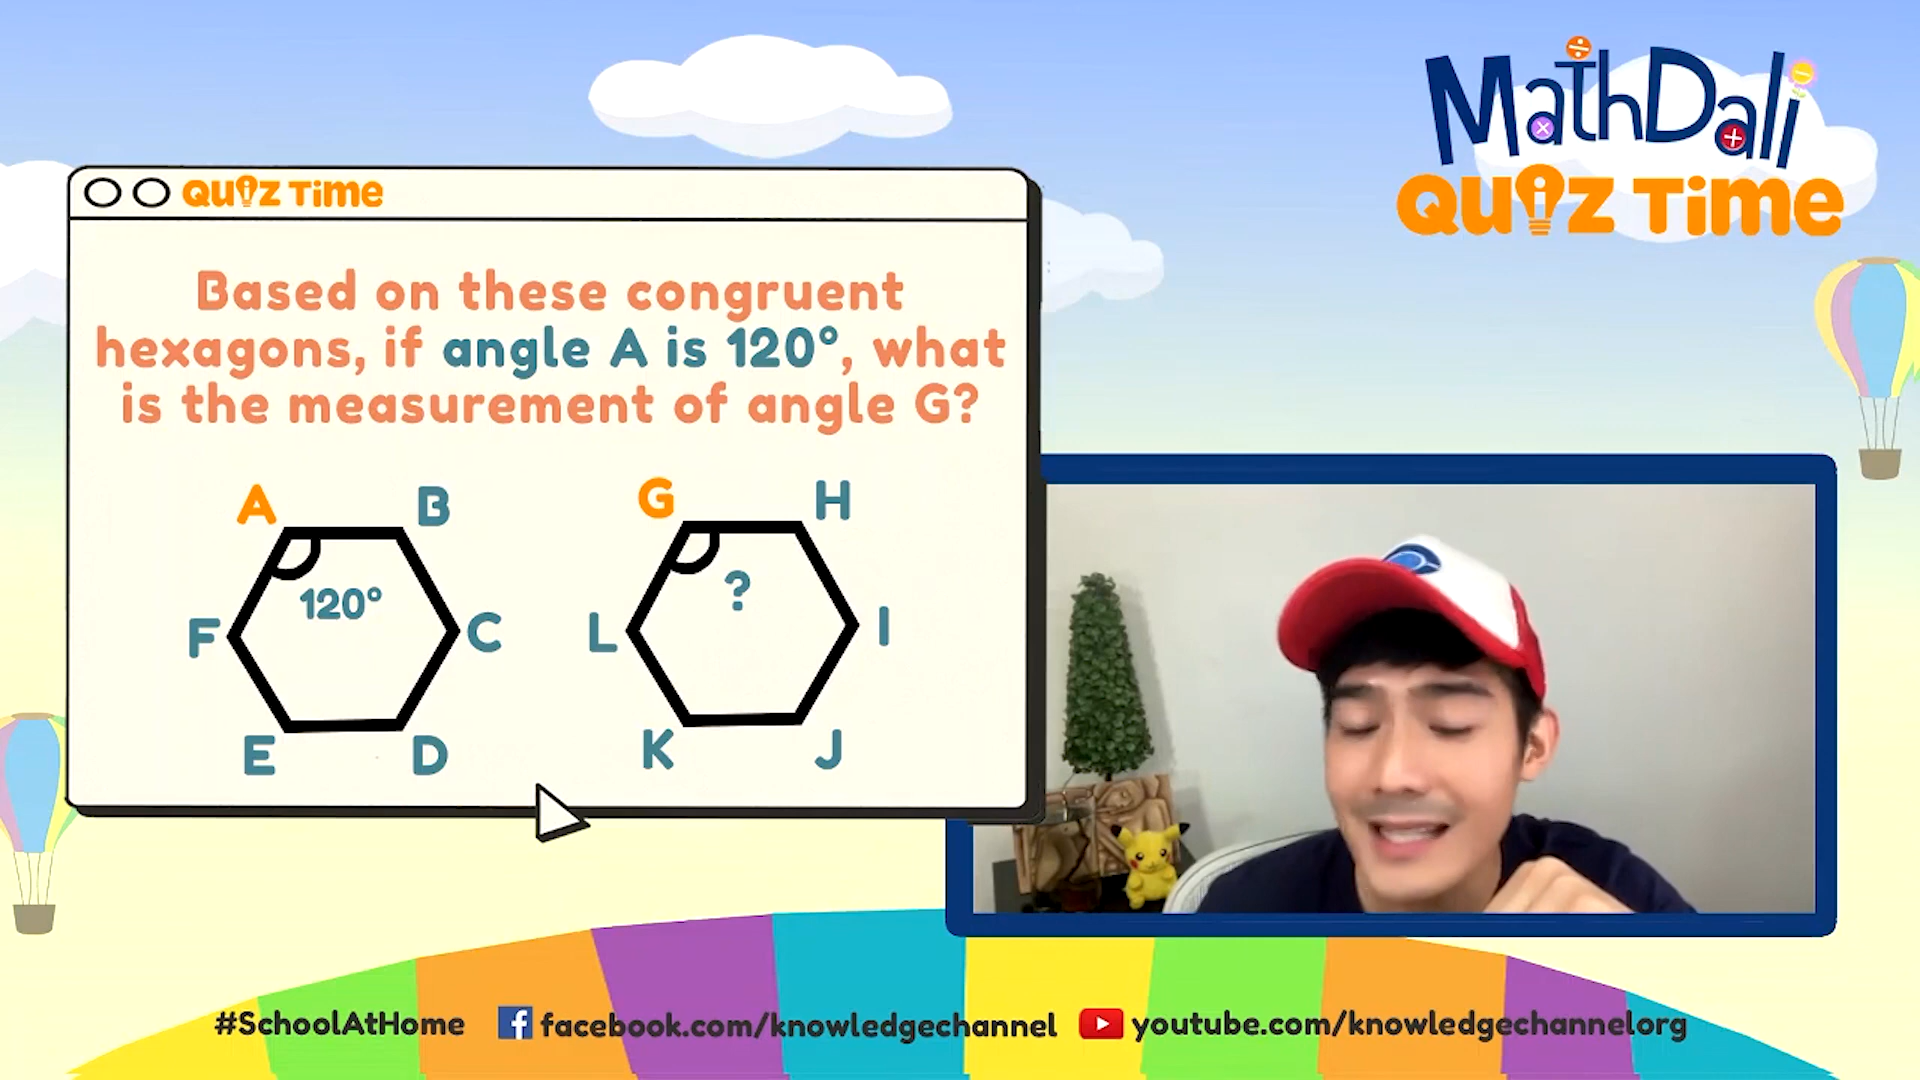 MathDali
QUIZ TIME
QUIZ TIME
Based on these congruent
hexagons, if angle A is 120°, what
is the measurement of angle G?
A B G H
120° ?
F C L I
E D K J
#SchoolAtHome facebook.com/knowledgechannel youtube.com/knowledgechannelorg